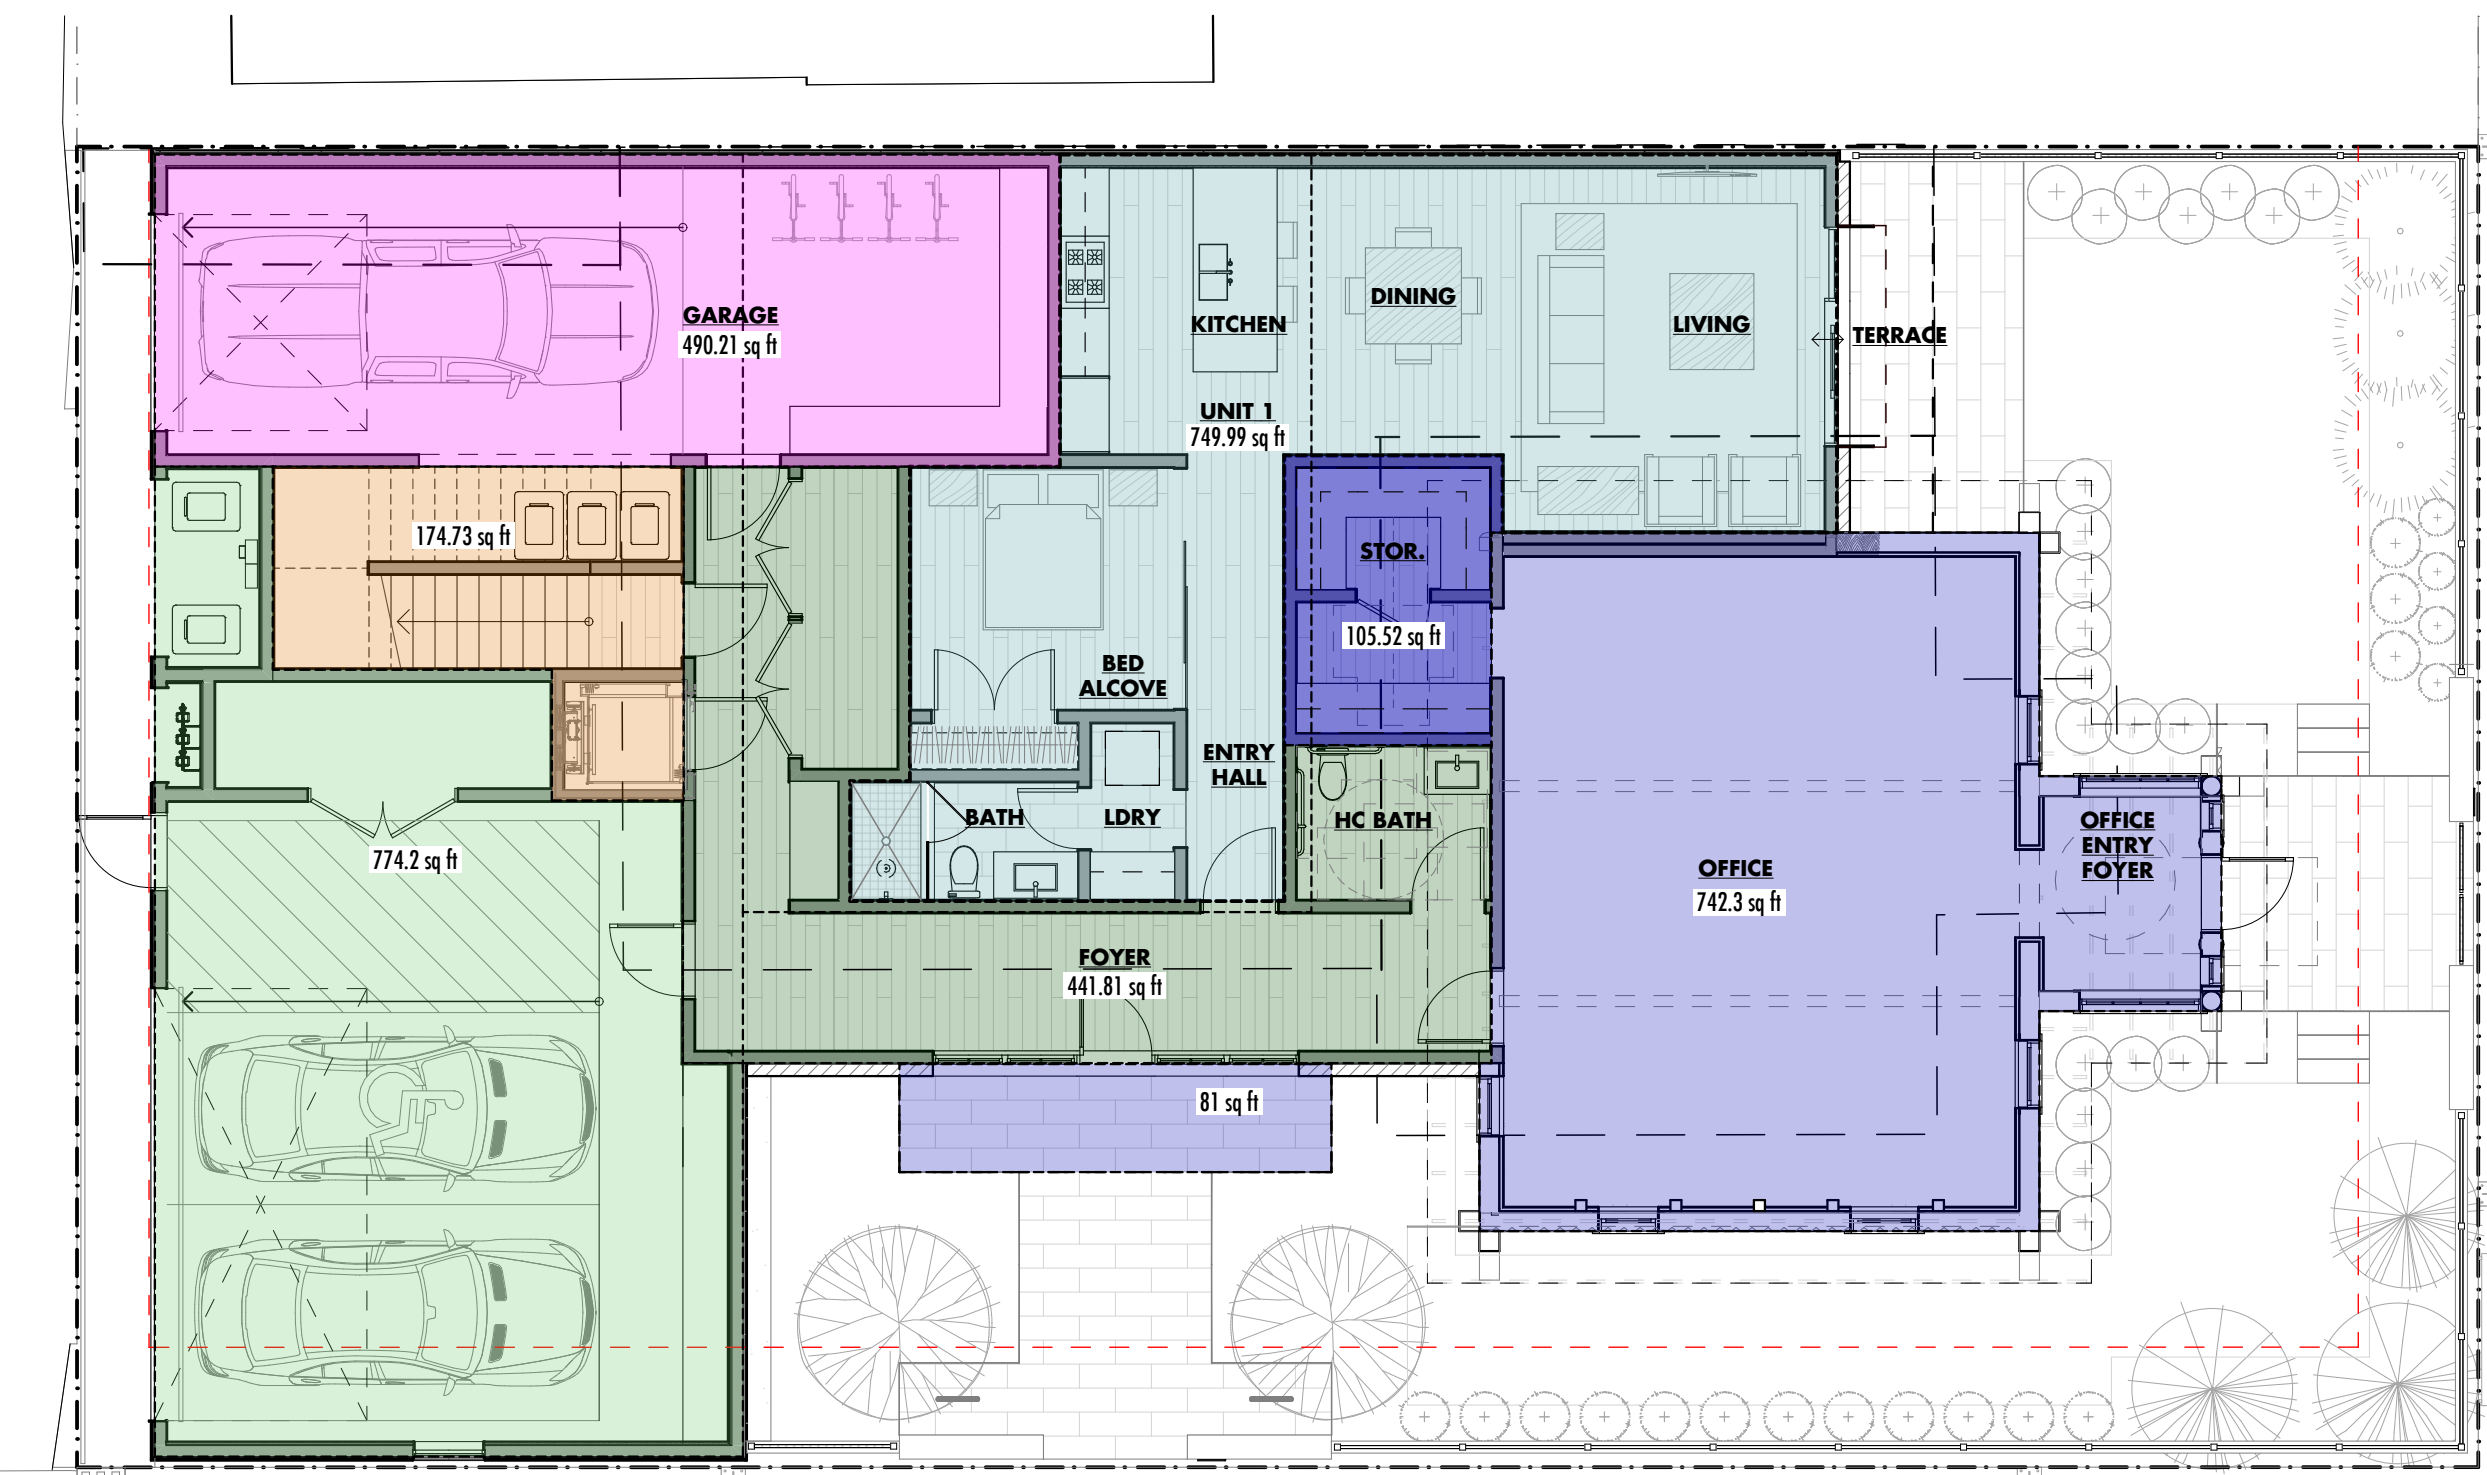 GARAGE
490.21 sq ft
KITCHEN
DINING
LIVING
TERRACE
UNIT 1
749.99 sq ft
174.73 sq ft
STOR.
105.52 sq ft
BED
ALCOVE
ENTRY
HALL
BATH
LDRY
HC BATH
774.2 sq ft
OFFICE
742.3 sq ft
OFFICE
ENTRY
FOYER
FOYER
441.81 sq ft
81 sq ft